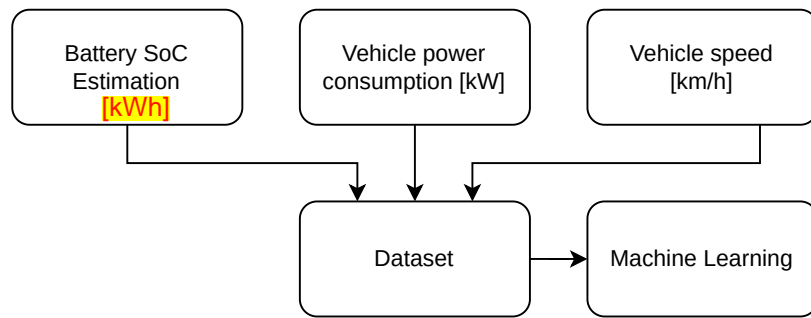 Battery SoC
Estimation
[kWh]
Vehicle power
consumption [kW]
Vehicle speed
[km/h]
Dataset
Machine Learning